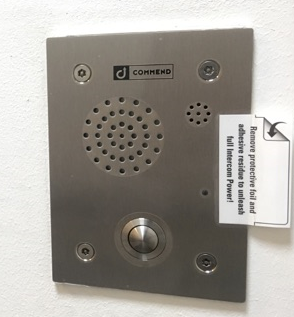 COMMEND
Remove protective foil and
adhesive residue to unleash
full Intercom Power!